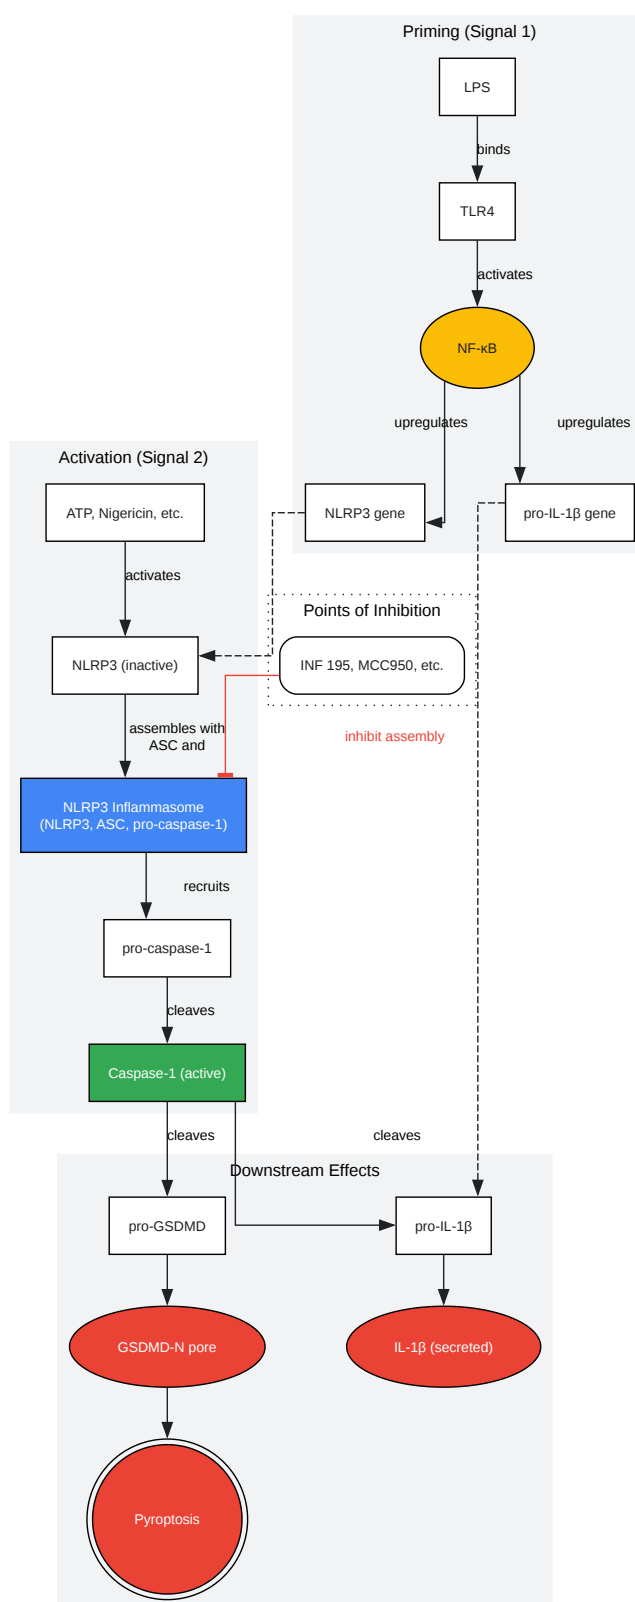 Priming (Signal 1)
LPS
binds
TLR4
activates
NF-κB
upregulates
upregulates
NLRP3 gene
pro-IL-1β gene
Activation (Signal 2)
ATP, Nigericin, etc.
activates
Points of Inhibition
NLRP3 (inactive)
INF 195, MCC950, etc.
assembles with
ASC and
inhibit assembly
NLRP3 Inflammasome
(NLRP3, ASC, pro-caspase-1)
recruits
pro-caspase-1
cleaves
Caspase-1 (active)
cleaves
cleaves
Downstream Effects
pro-GSDMD
pro-IL-1β
GSDMD-N pore
IL-1β (secreted)
Pyroptosis